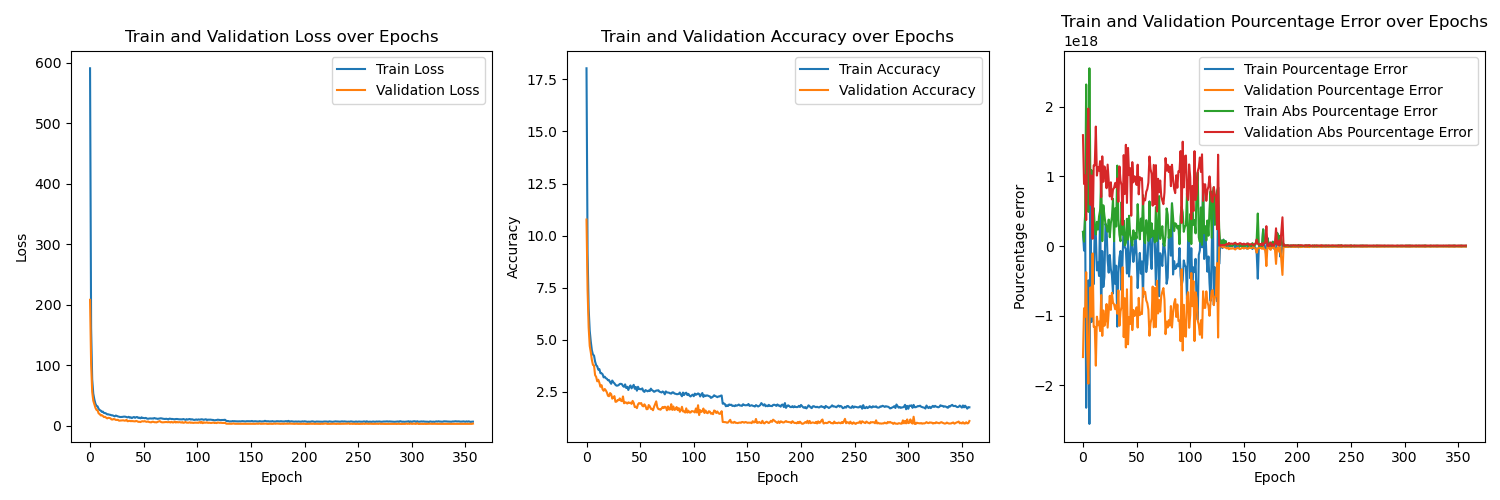 Train and Validation Loss over Epochs
Train Loss
Validation Loss
Loss
600
500
400
300
200
100
0
0 50 100 150 200 250 300 350
Epoch
Train and Validation Accuracy over Epochs
Train Accuracy
Validation Accuracy
Accuracy
17.5
15.0
12.5
10.0
7.5
5.0
2.5
0 50 100 150 200 250 300 350
Epoch
Train and Validation Pourcentage Error over Epochs
1e18
Train Pourcentage Error
Validation Pourcentage Error
Train Abs Pourcentage Error
Validation Abs Pourcentage Error
Pourcentage error
2
1
0
−1
−2
0 50 100 150 200 250 300 350
Epoch